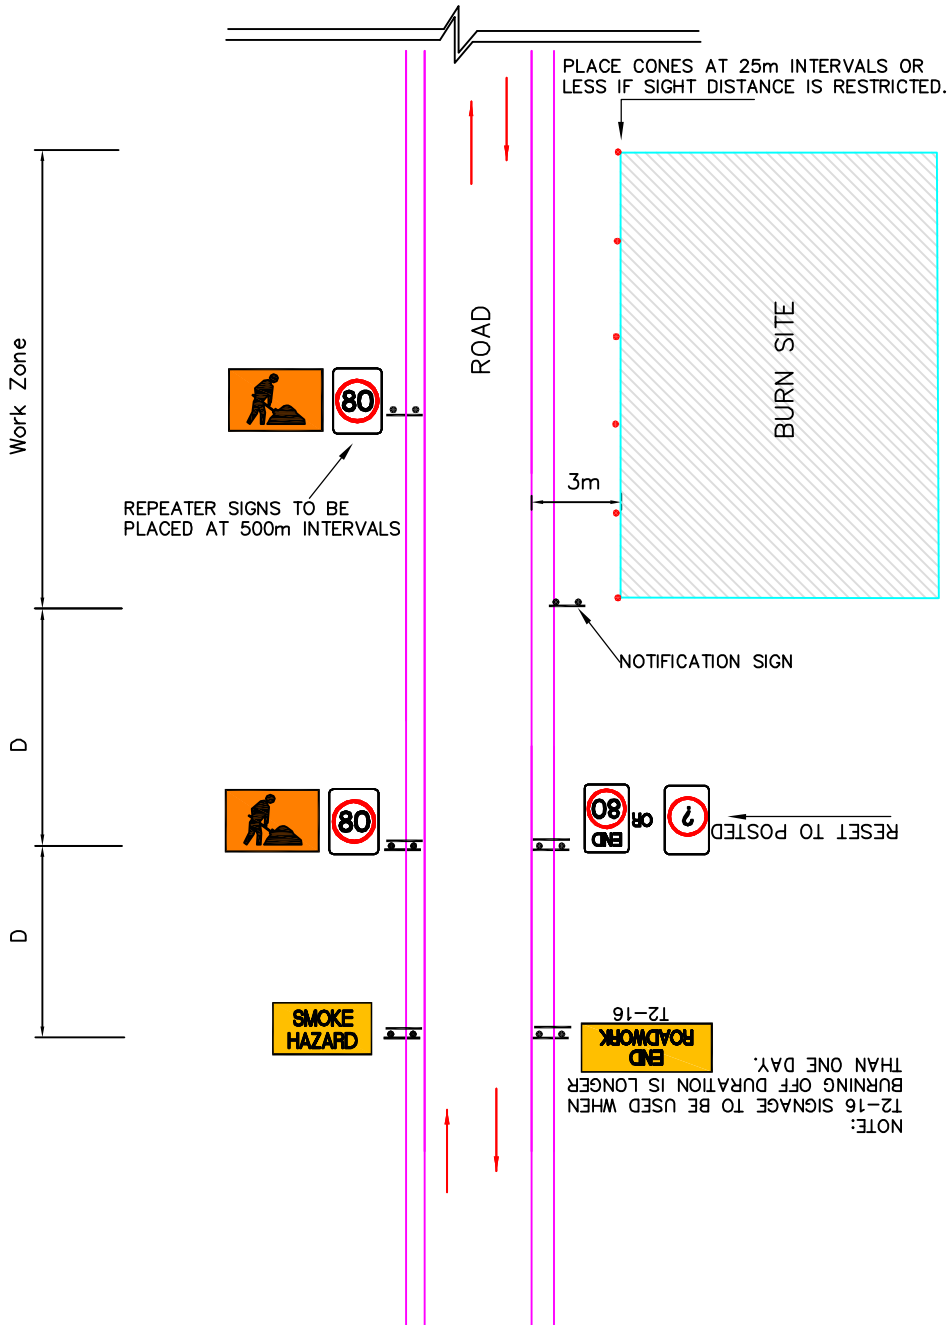 PLACE CONES AT 25m INTERVALS OR
LESS IF SIGHT DISTANCE IS RESTRICTED.
ROAD
BURN SITE
Work Zone
80
REPEATER SIGNS TO BE
PLACED AT 500m INTERVALS
3m
NOTIFICATION SIGN
D
80
END
80
OR
?
RESET TO POSTED
D
SMOKE
HAZARD
END
ROADWORK
T2-16
NOTE:
T2-16 SIGNAGE TO BE USED WHEN
BURNING OFF DURATION IS LONGER
THAN ONE DAY.